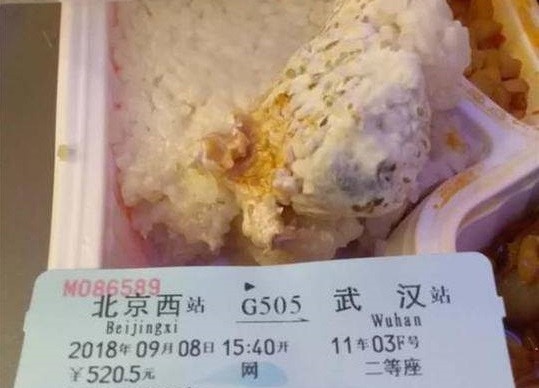 M086589
北京西站 G505 武汉站
Beijingxi Wuhan
2018年09月08日 15:40开 11车03F号
￥520.5元 网 二等座